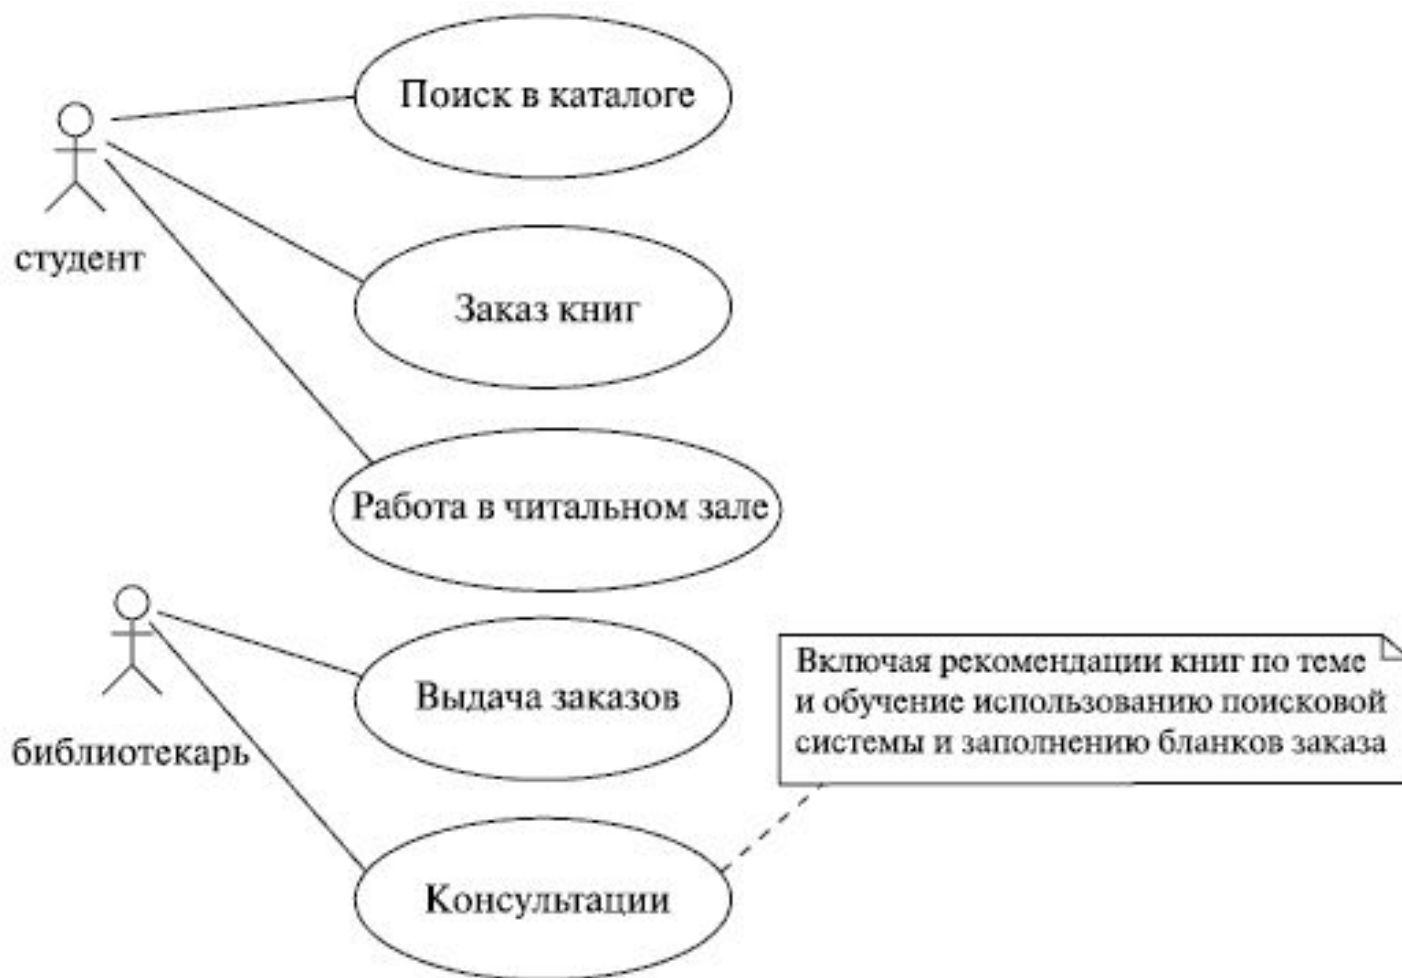 Поиск в каталоге
студент
Заказ книг
Работа в читальном зале
библиотекарь
Выдача заказов
Включая рекомендации книг по теме
и обучение использованию поисковой
системы и заполнению бланков заказа
Консультации